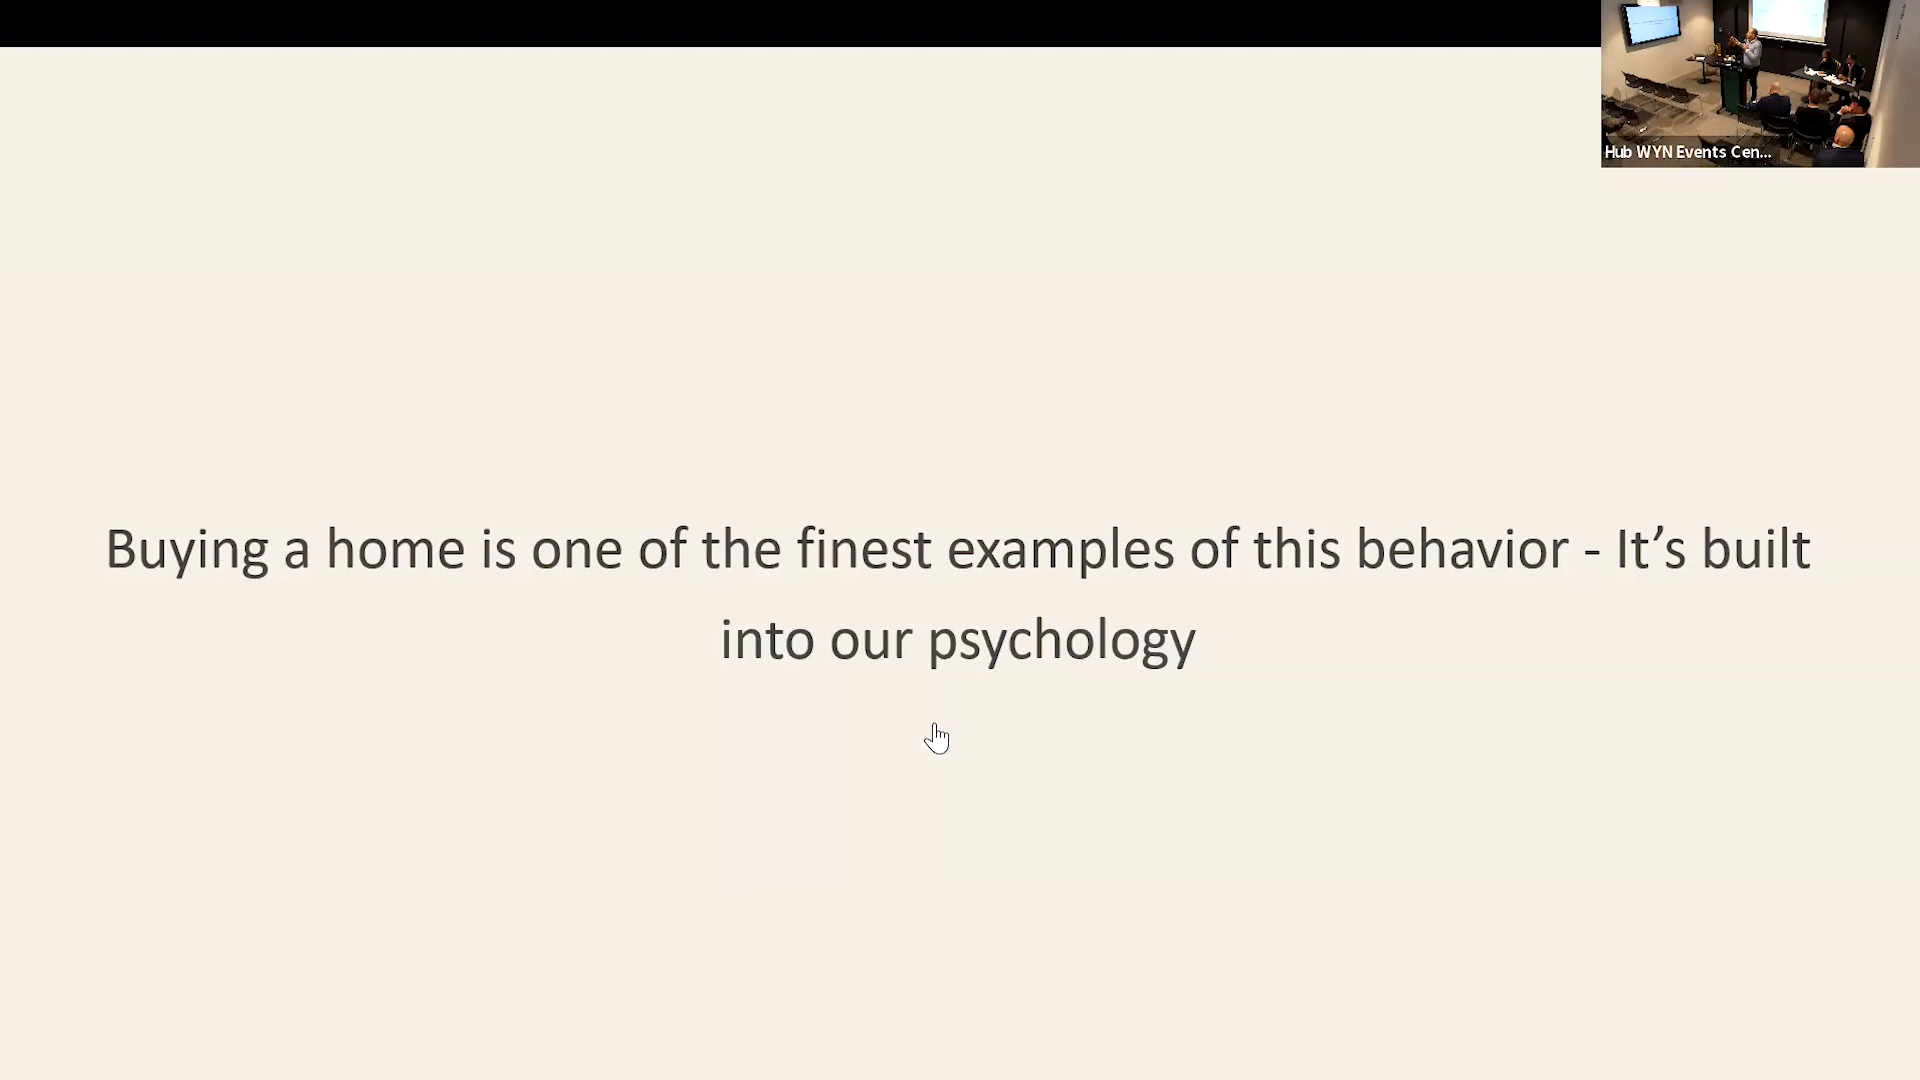 Hub WYN Events Cen...
Buying a home is one of the finest examples of this behavior - It’s built
into our psychology